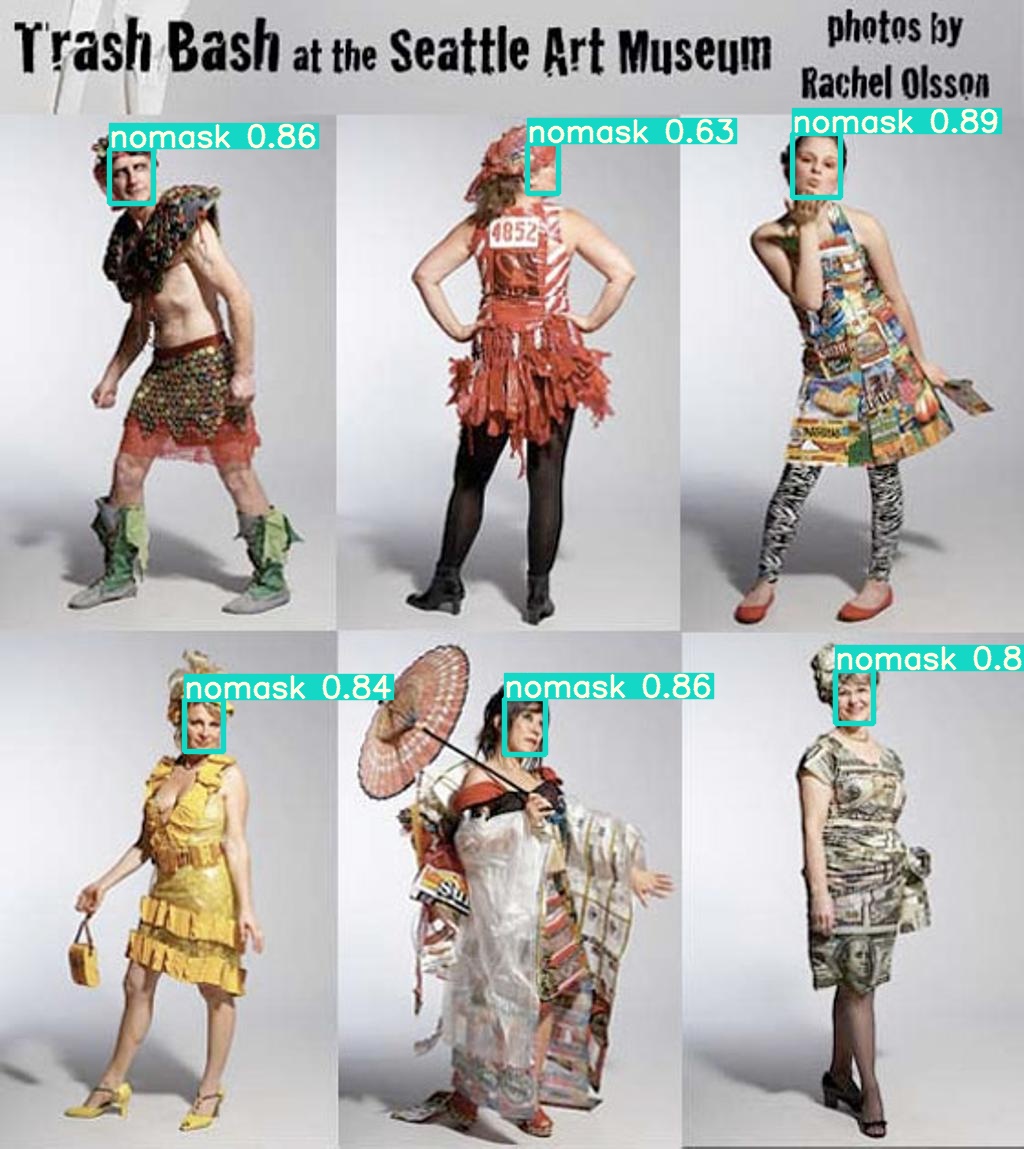 Trash Bash at the Seattle Art Museum
photos by
Rachel Olsson
nomask 0.86
nomask 0.63
nomask 0.89
4852
nomask 0.84
nomask 0.86
nomask 0.8
Su